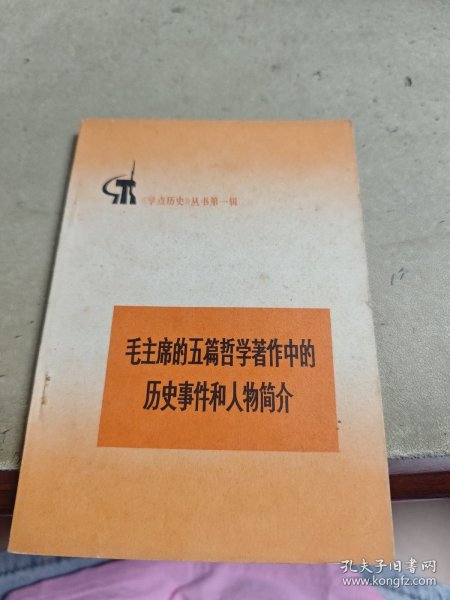 《学点历史》丛书第一辑
毛主席的五篇哲学著作中的
历史事件和人物简介
孔夫子旧书网
www.kongfz.com